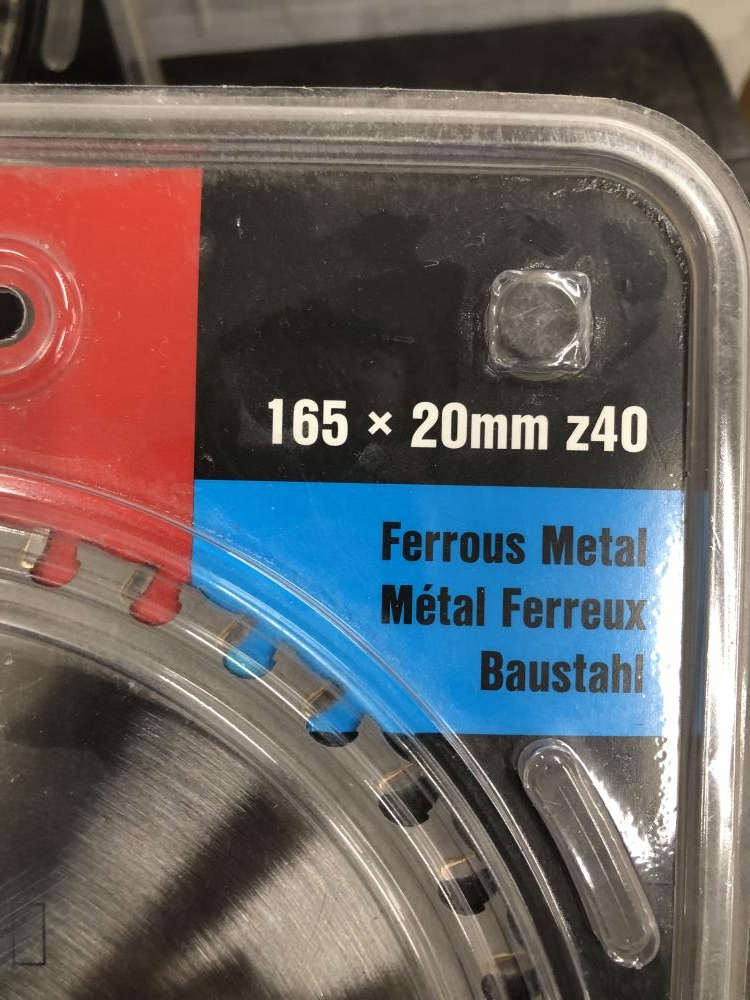 165 × 20mm z40
Ferrous Metal
Métal Ferreux
Baustahl